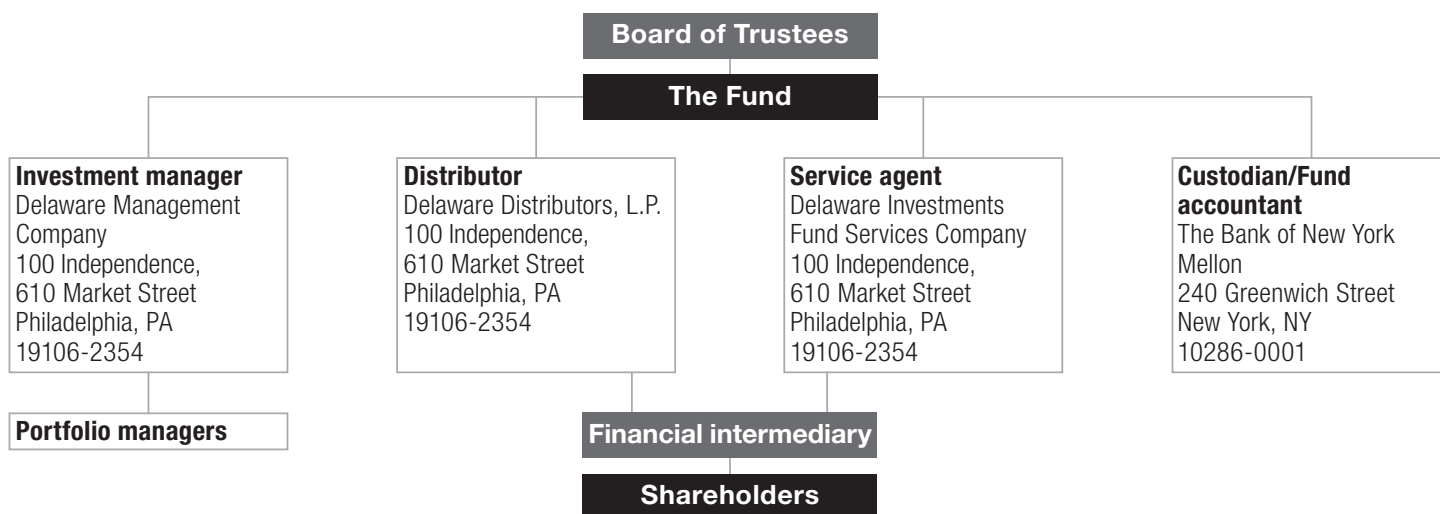 Board of Trustees
The Fund
Investment manager
Delaware Management
Company
100 Independence,
610 Market Street
Philadelphia, PA
19106-2354
Distributor
Delaware Distributors, L.P.
100 Independence,
610 Market Street
Philadelphia, PA
19106-2354
Service agent
Delaware Investments
Fund Services Company
100 Independence,
610 Market Street
Philadelphia, PA
19106-2354
Custodian/Fund
accountant
The Bank of New York
Mellon
240 Greenwich Street
New York, NY
10286-0001
Portfolio managers
Financial intermediary
Shareholders